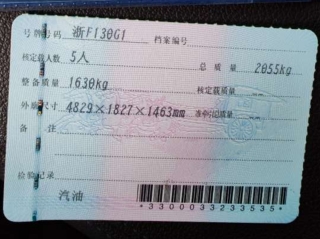 号牌号码 浙F130G1 档案编号
核定载人数 5人 总质量 2055kg
整备质量 1630kg 核定载质量 --
外廓尺寸 4829×1827×1463mm 准牵引总质量 --
备注
检验记录
汽油
*3300033233535*